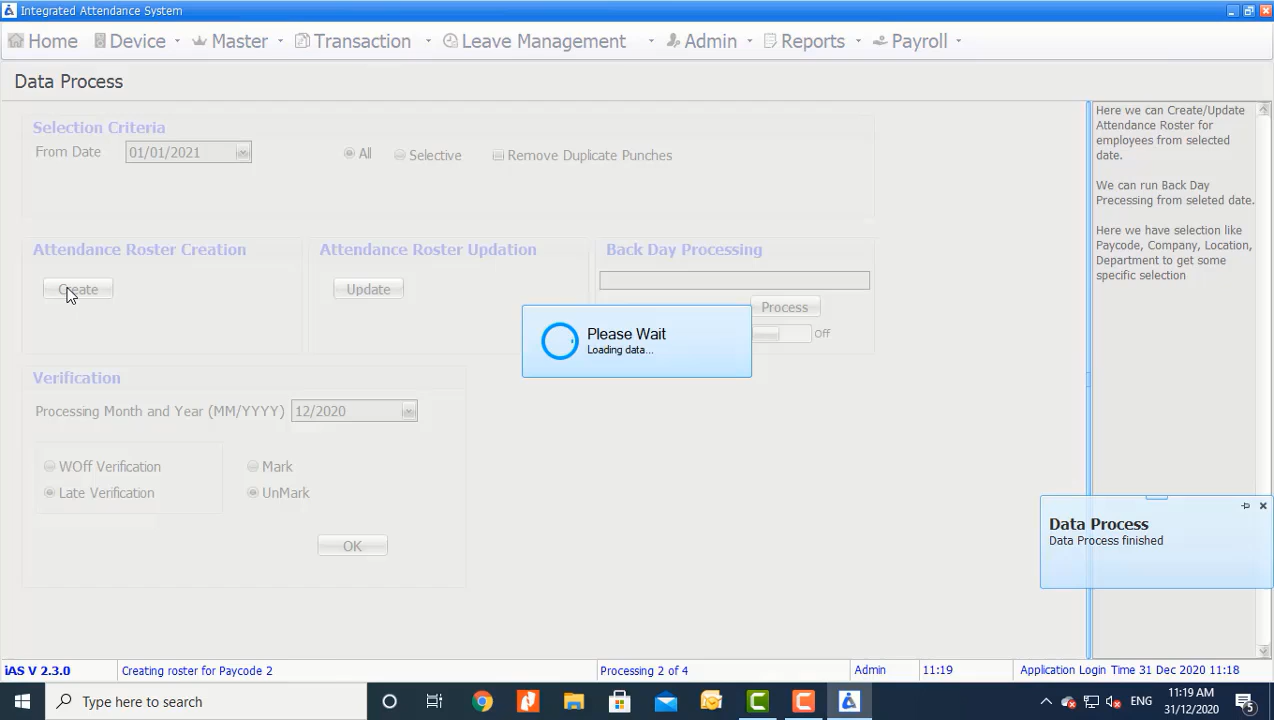 Integrated Attendance System
Home Device Master Transaction Leave Management Admin Reports Payroll
Data Process
Selection Criteria
From Date 01/01/2021 All Selective Remove Duplicate Punches
Attendance Roster Creation
Create
Attendance Roster Updation
Update
Back Day Processing
Process
Off
Please Wait
Loading data...
Verification
Processing Month and Year (MM/YYYY) 12/2020
WOff Verification Mark
Late Verification UnMark
OK
Here we can Create/Update
Attendance Roster for
employees from selected
date.
We can run Back Day
Precessing from seleted date.
Here we have selection like
Paycode, Company, Location,
Department to get some
specific selection
Data Process
Data Process finished
iAS V 2.3.0 Creating roster for Paycode 2 Processing 2 of 4 Admin 11:19 Application Login Time 31 Dec 2020 11:18
Type here to search
ENG
11:19 AM
31/12/2020
5